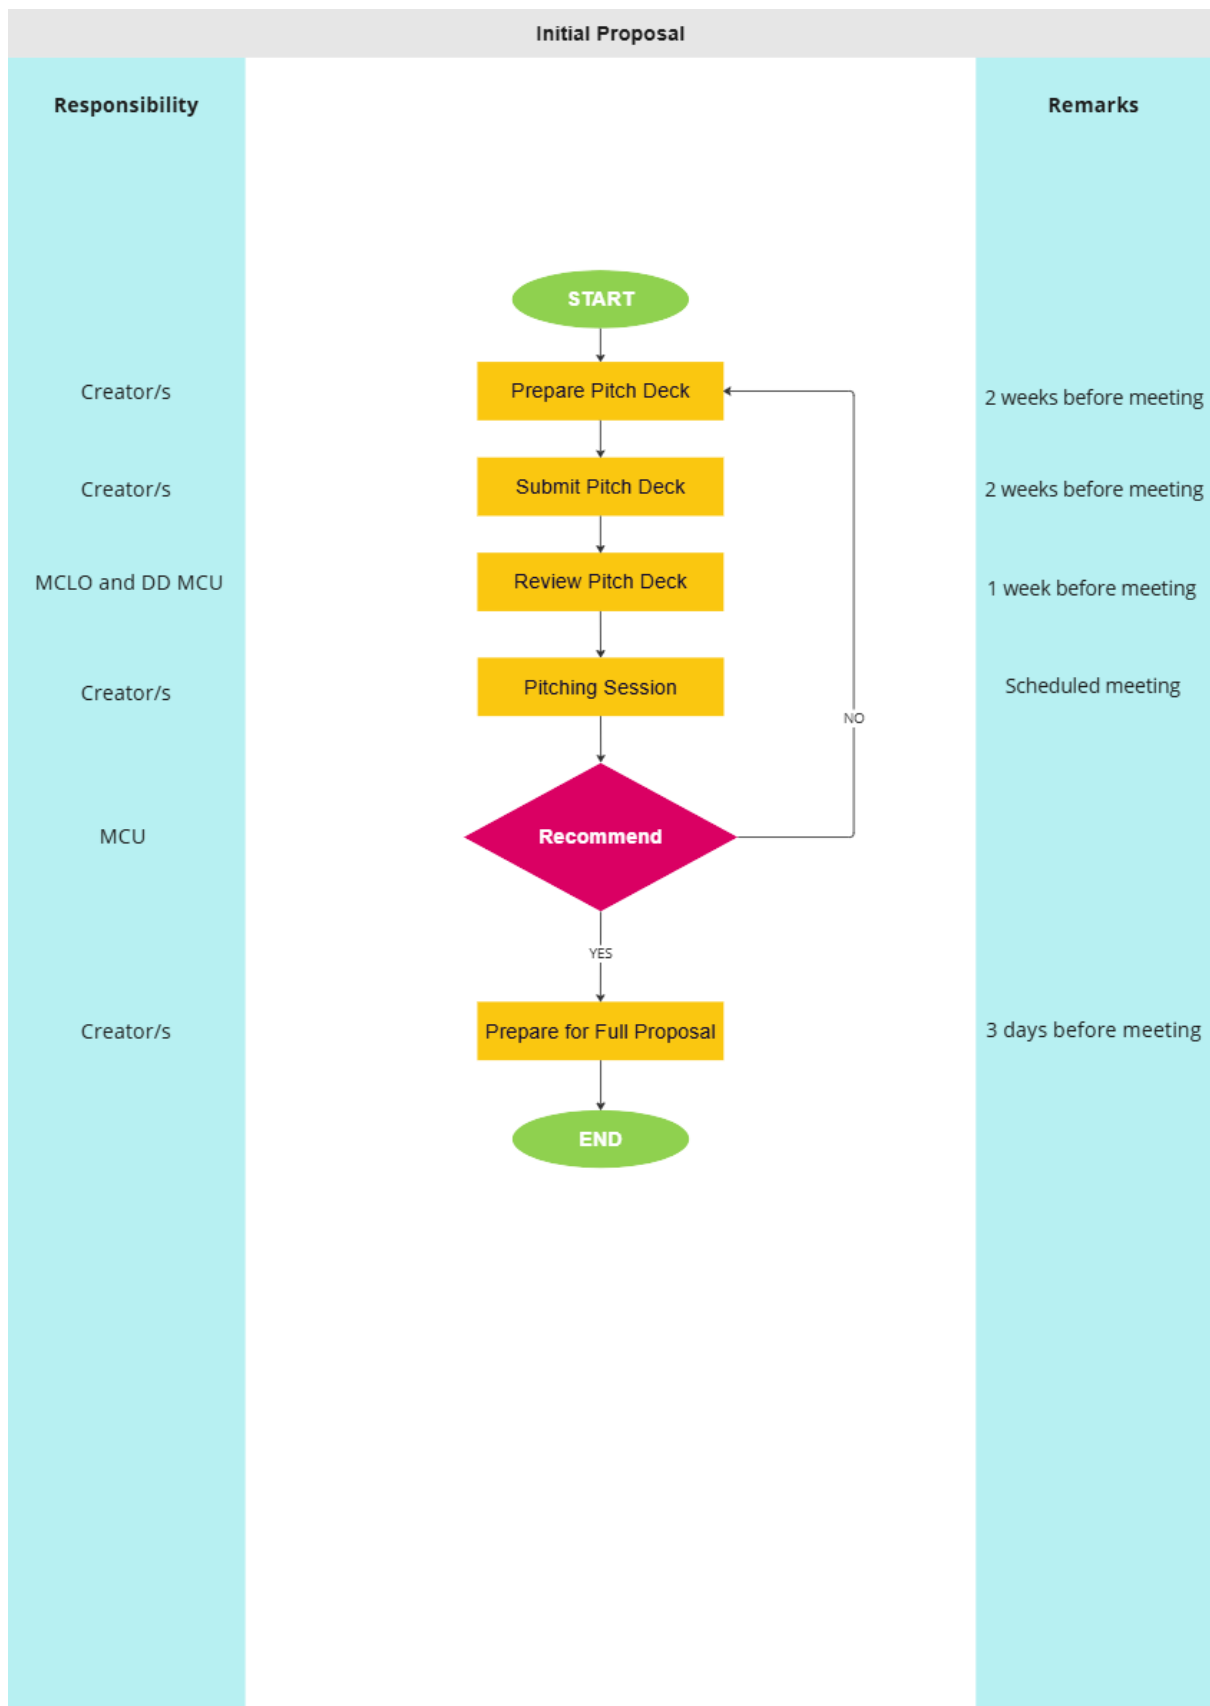 Initial Proposal
Responsibility
Remarks
START
Creator/s
Prepare Pitch Deck
2 weeks before meeting
Creator/s
Submit Pitch Deck
2 weeks before meeting
MCLO and DD MCU
Review Pitch Deck
1 week before meeting
Creator/s
Pitching Session
Scheduled meeting
NO
MCU
Recommend
YES
Creator/s
Prepare for Full Proposal
3 days before meeting
END